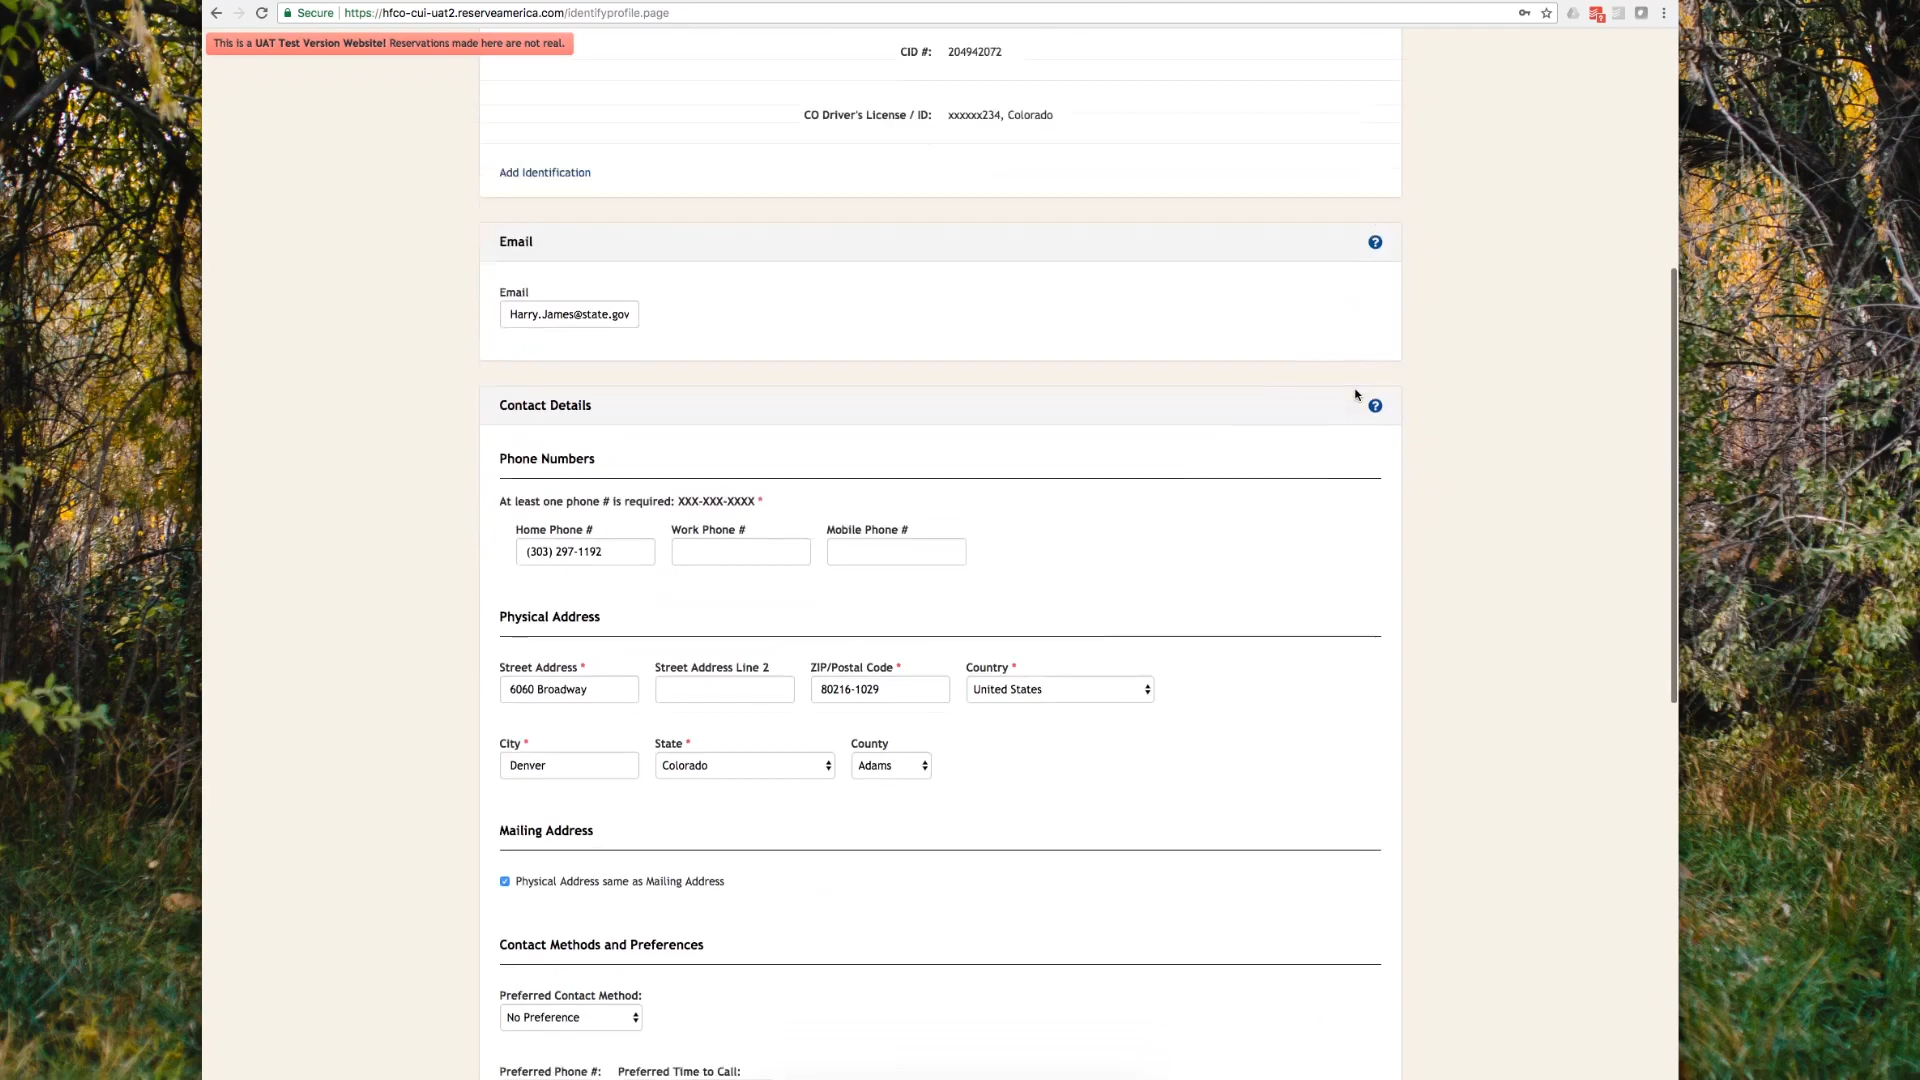 Secure | https://hfco-cui-uat2.reserveamerica.com/identifyprofile.page
This is a UAT Test Version Website! Reservations made here are not real.
CID #: 204942072
CO Driver's License / ID: xxxxxx234, Colorado
Add Identification
Email
Email
Harry.James@state.gov
Contact Details
Phone Numbers
At least one phone # is required: XXX-XXX-XXXX *
Home Phone # Work Phone # Mobile Phone #
(303) 297-1192
Physical Address
Street Address * Street Address Line 2 ZIP/Postal Code * Country *
6060 Broadway 80216-1029 United States
City * State * County
Denver Colorado Adams
Mailing Address
Physical Address same as Mailing Address
Contact Methods and Preferences
Preferred Contact Method:
No Preference
Preferred Phone #: Preferred Time to Call: